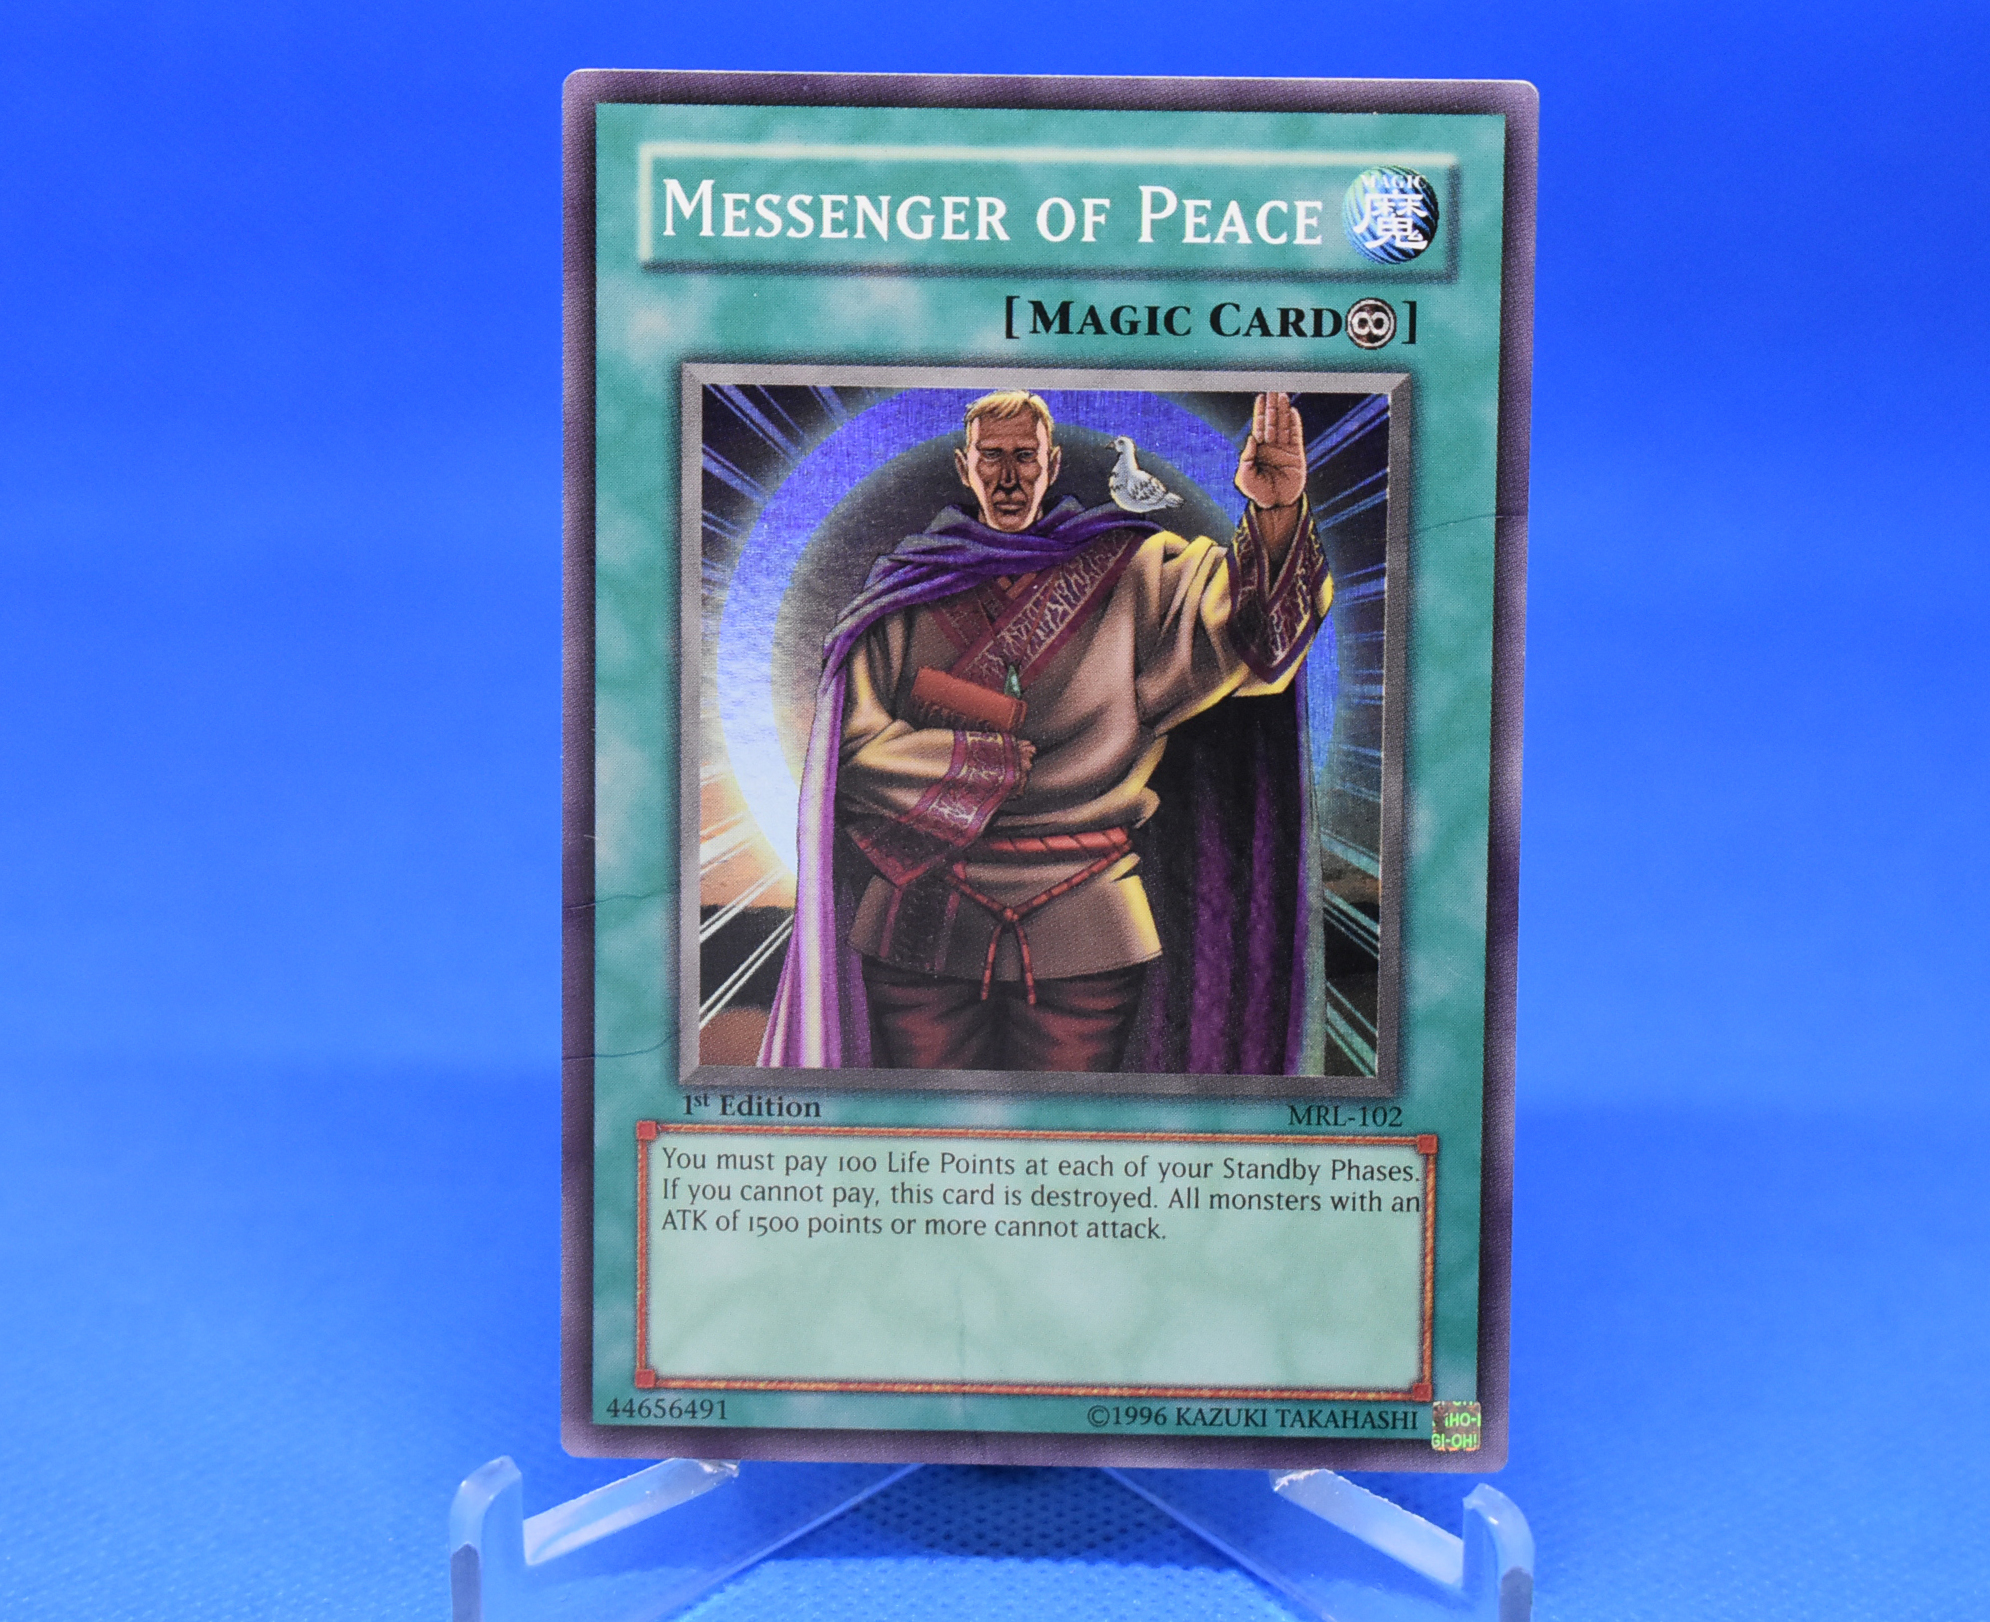 MESSENGER OF PEACE
MAGIC
魔
[MAGIC CARD∞]
1st Edition
MRL-102
You must pay 100 Life Points at each of your Standby Phases.
If you cannot pay, this card is destroyed. All monsters with an
ATK of 1500 points or more cannot attack.
44656491
©1996 KAZUKI TAKAHASHI
GI-OH!